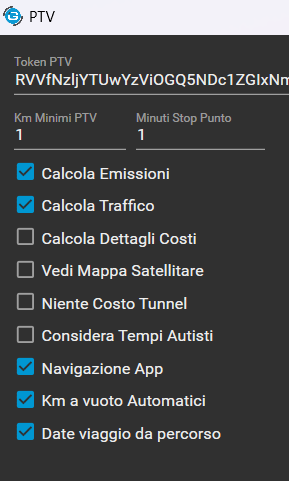 PTV
Token PTV
RVVfNzljYTUwYzViOGQ5NDc1ZGIxNm
Km Minimi PTV Minuti Stop Punto
1 1
Calcola Emissioni
Calcola Traffico
Calcola Dettagli Costi
Vedi Mappa Satellitare
Niente Costo Tunnel
Considera Tempi Autisti
Navigazione App
Km a vuoto Automatici
Date viaggio da percorso